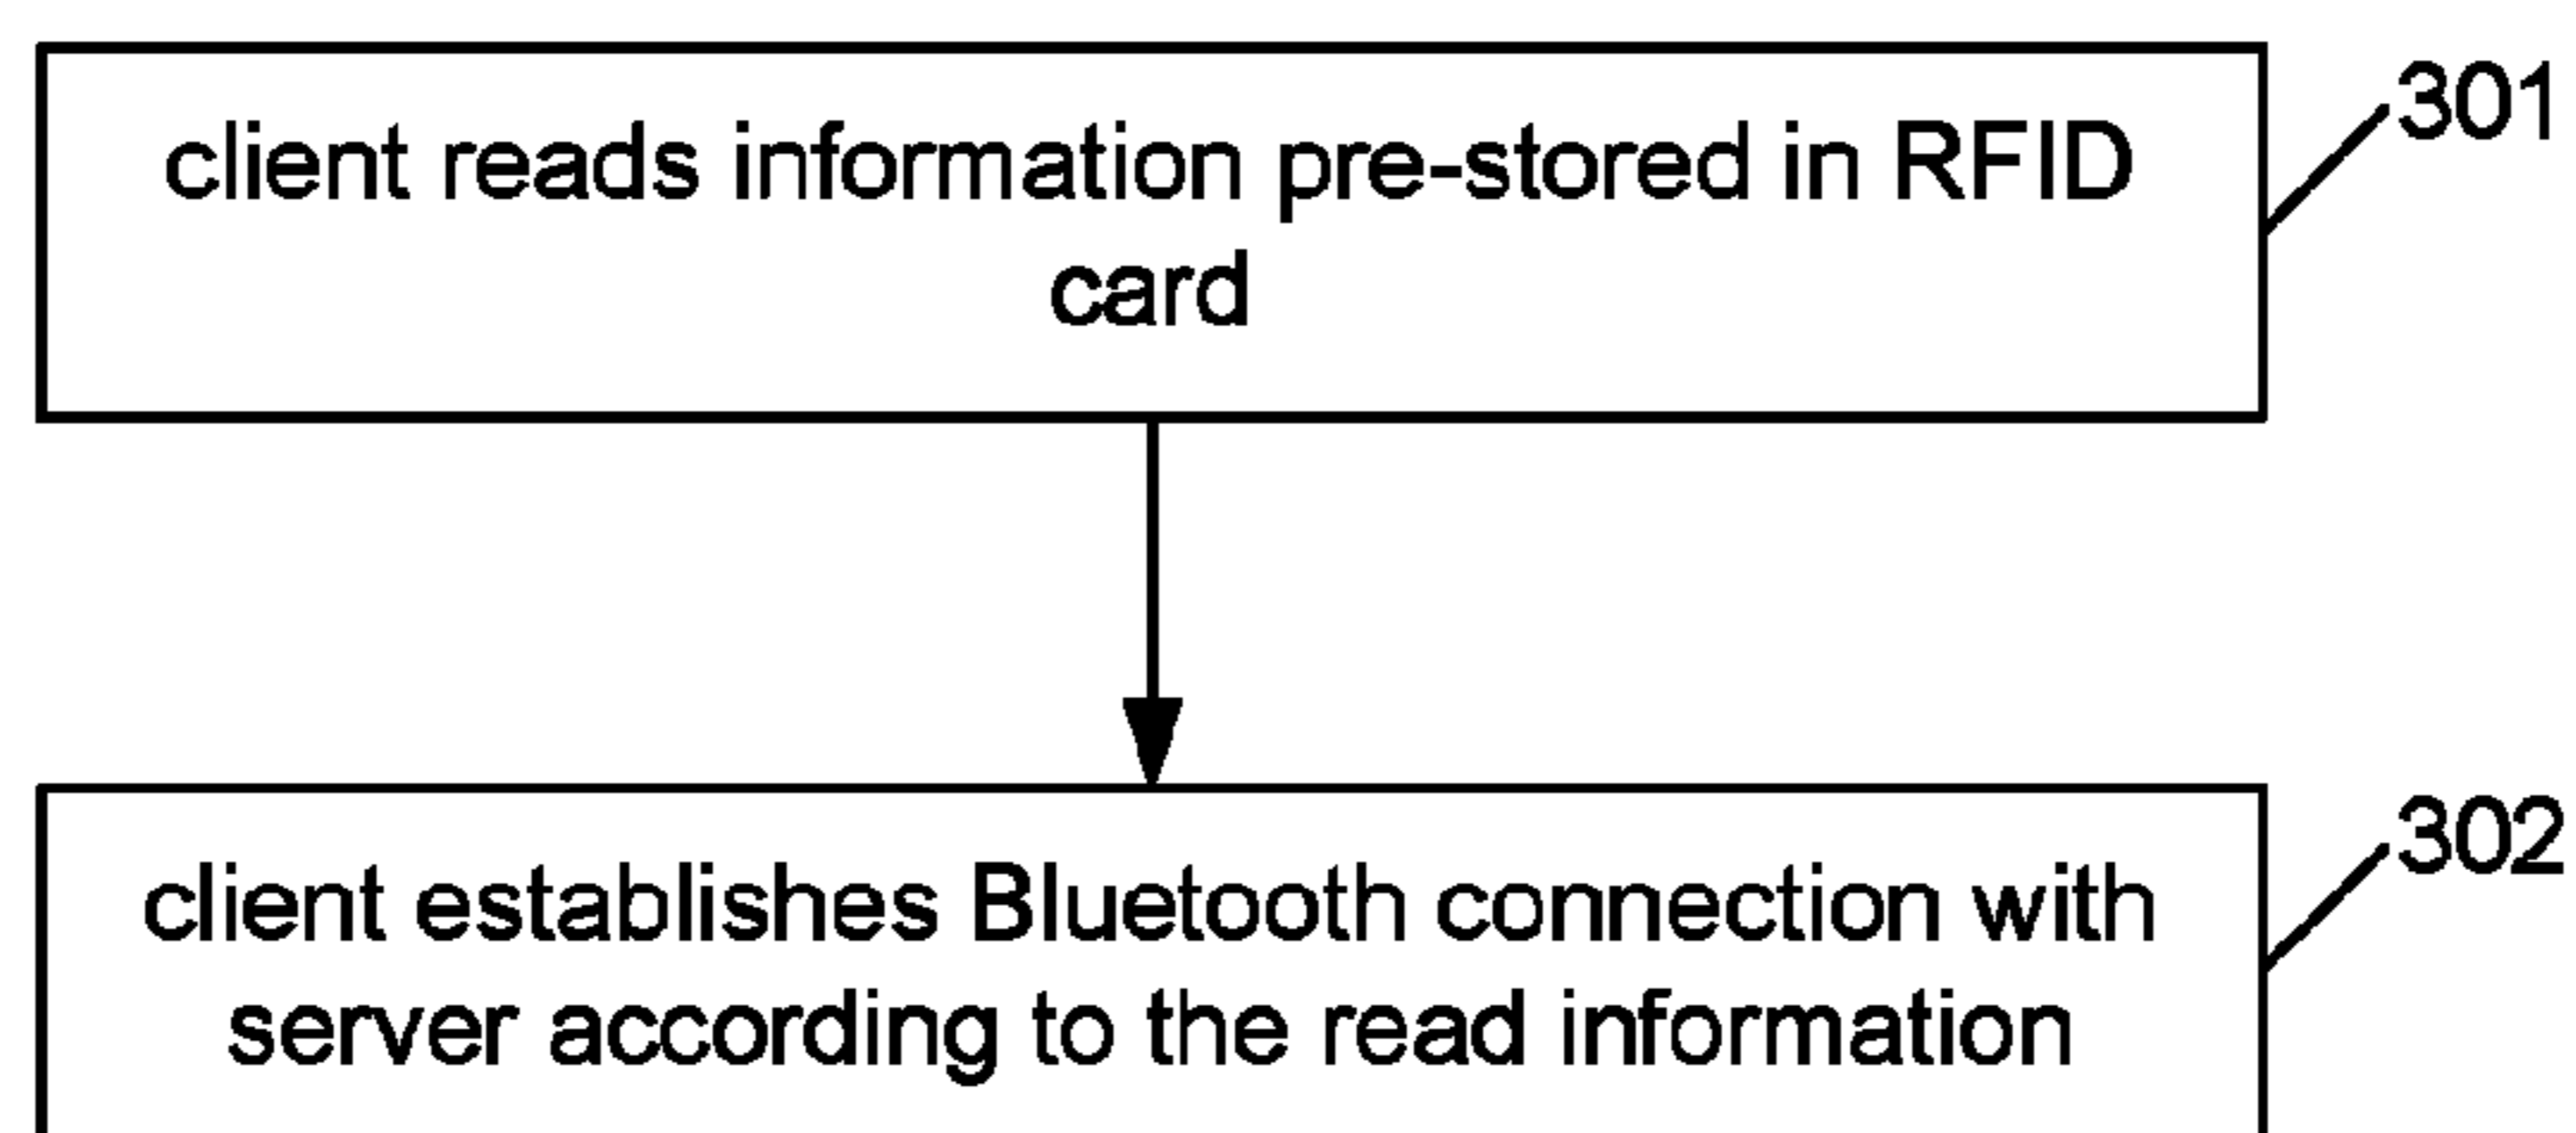 client reads information pre-stored in RFID
card
301
client establishes Bluetooth connection with
server according to the read information
302